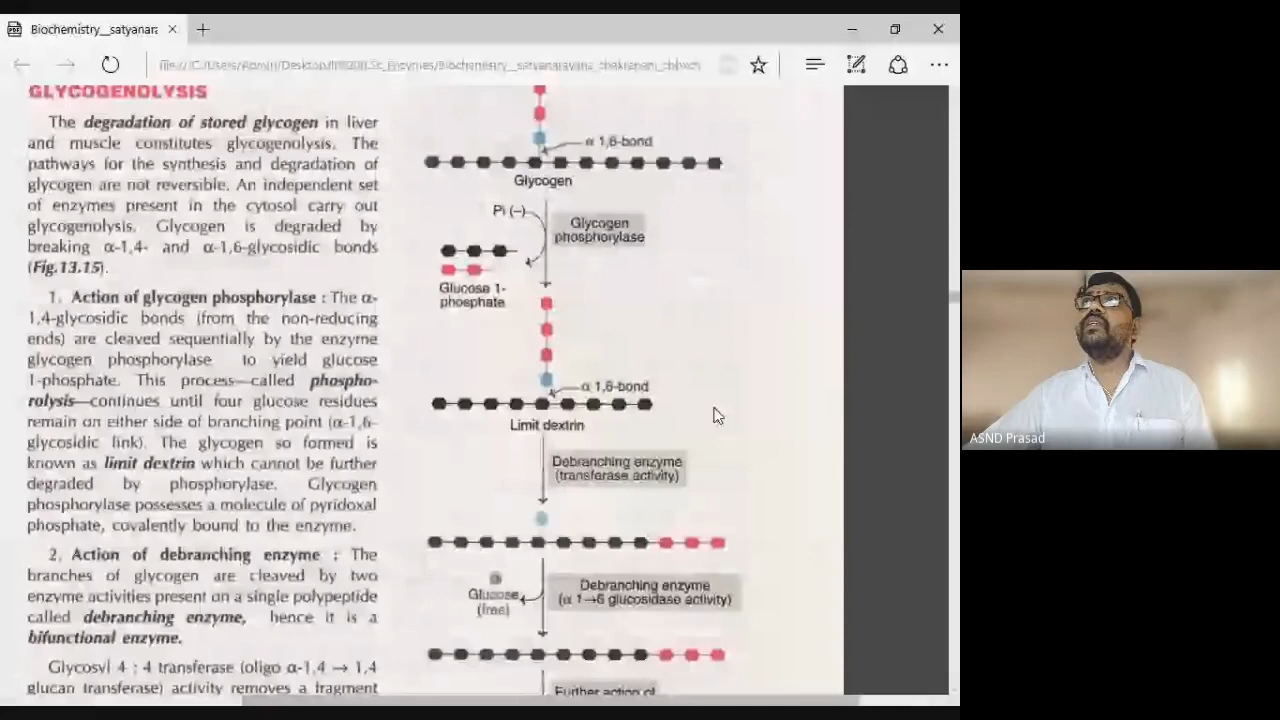 Biochemistry_satyanara
GLYCOGENOLYSIS
The degradation of stored glycogen in liver
and muscle constitutes glycogenolysis. The
pathways for the synthesis and degradation of
glycogen are not reversible. An independent set
of enzymes present in the cytosol carry out
glycogenolysis. Glycogen is degraded by
breaking α-1,4- and α-1,6-glycosidic bonds
(Fig.13.15).
1. Action of glycogen phosphorylase : The α-
1,4-glycosidic bonds (from the non-reducing
ends) are cleaved sequentially by the enzyme
glycogen phosphorylase to yield glucose
1-phosphate. This process—called phospho-
rolysis—continues until four glucose residues
remain on either side of branching point (α-1,6-
glycosidic link). The glycogen so formed is
known as limit dextrin which cannot be further
degraded by phosphorylase. Glycogen
phosphorylase possesses a molecule of pyridoxal
phosphate, covalently bound to the enzyme.
2. Action of debranching enzyme : The
branches of glycogen are cleaved by two
enzyme activities present on a single polypeptide
called debranching enzyme, hence it is a
bifunctional enzyme.
Glycosyl 4 : 4 transferase (oligo α-1,4 → 1,4
glucan transferase) activity removes a fragment
α 1,6-bond
Glycogen
Pi (–)
Glycogen
phosphorylase
Glucose 1-
phosphate
α 1,6-bond
Limit dextrin
Debranching enzyme
(transferase activity)
Debranching enzyme
(α 1→6 glucosidase activity)
Glucose
(free)
Further action of
ASND Prasad